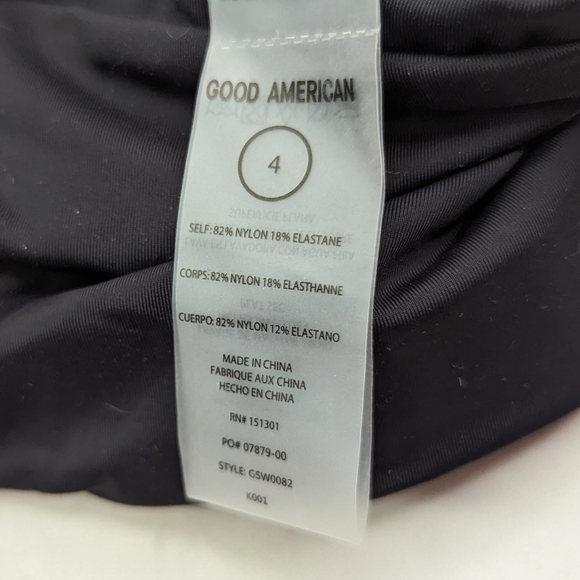 GOOD AMERICAN
4
SELF: 82% NYLON 18% ELASTANE
CORPS: 82% NYLON 18% ELASTHANNE
CUERPO: 82% NYLON 12% ELASTANO
MADE IN CHINA
FABRIQUE AUX CHINA
HECHO EN CHINA
RN# 151301
PO# 07879-00
STYLE: GSW0082
K001